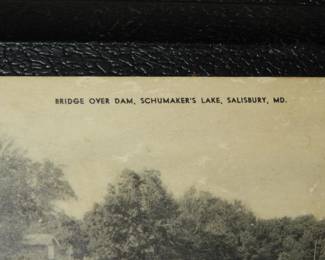 BRIDGE OVER DAM, SCHUMAKER'S LAKE, SALISBURY, MD.